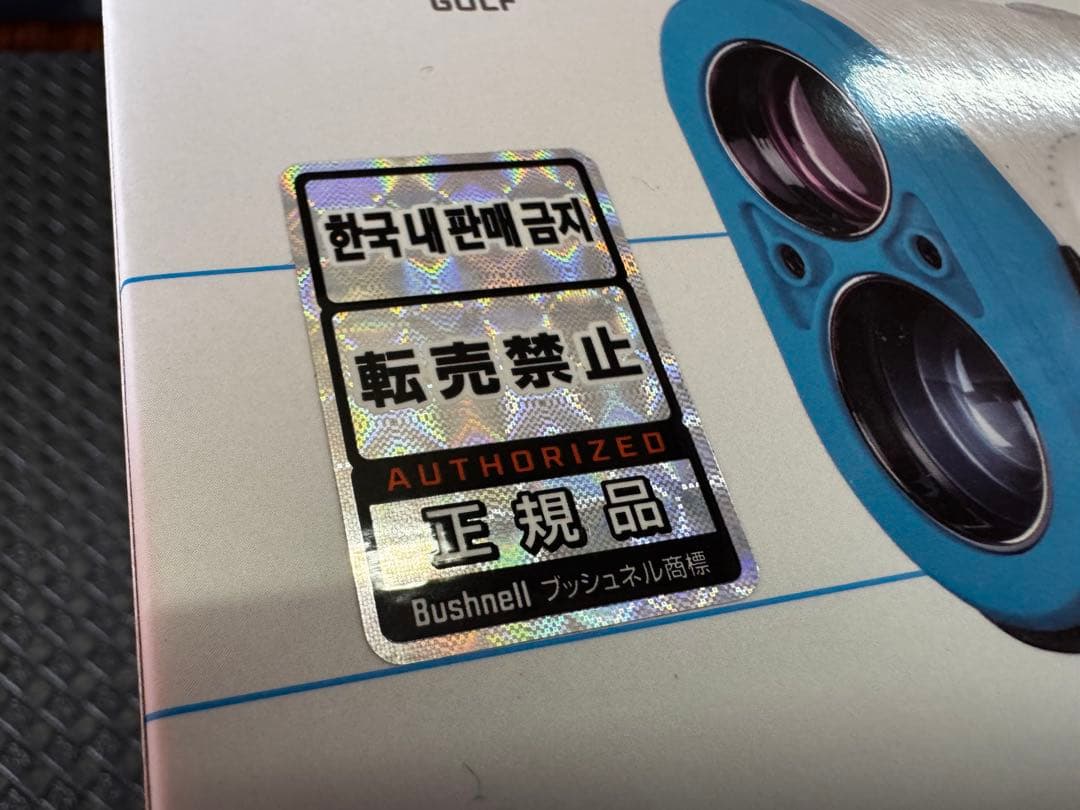 GOLF
한국 내 판매 금지
転売禁止
AUTHORIZED
正規品
Bushnell ブッシュネル商標